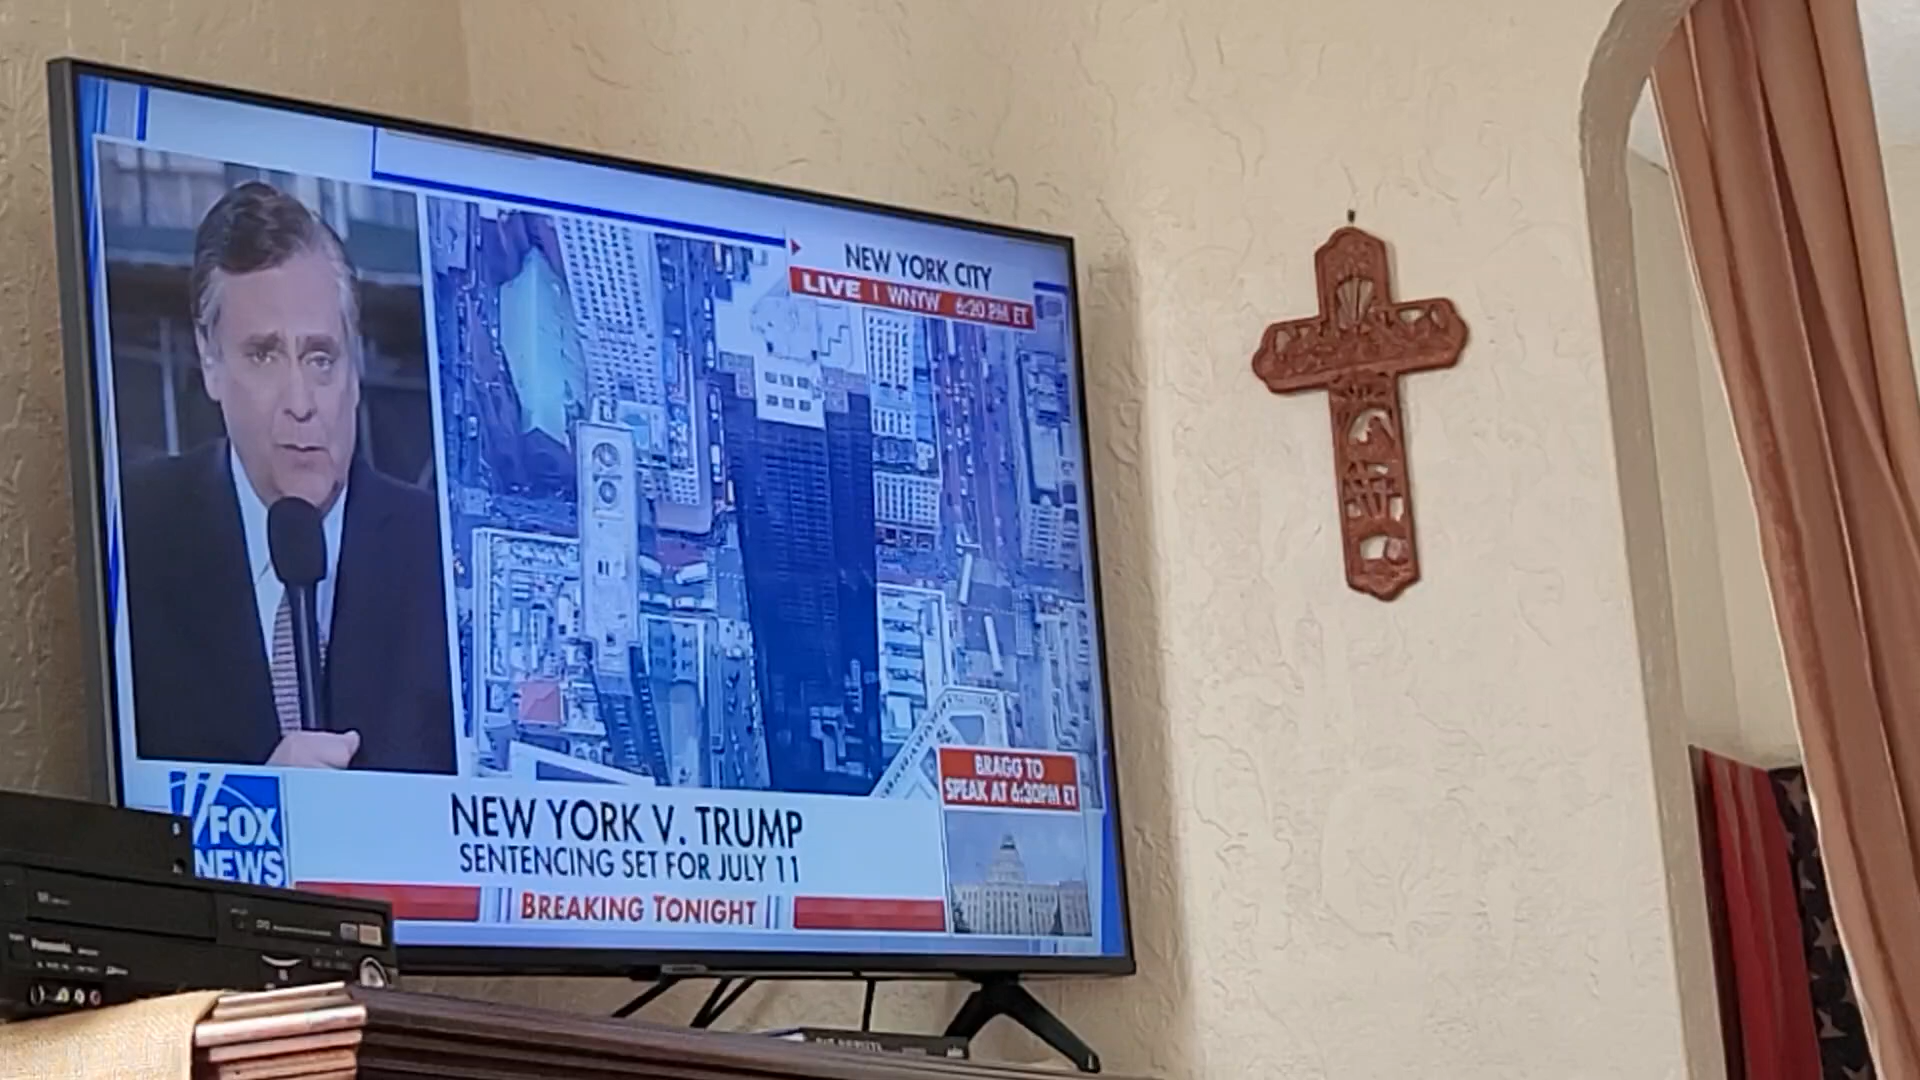 NEW YORK CITY
LIVE | WNYW 6:20 PM ET
BRAGG TO
SPEAK AT 6:30PM ET
FOX
NEWS
NEW YORK V. TRUMP
SENTENCING SET FOR JULY 11
BREAKING TONIGHT
Panasonic